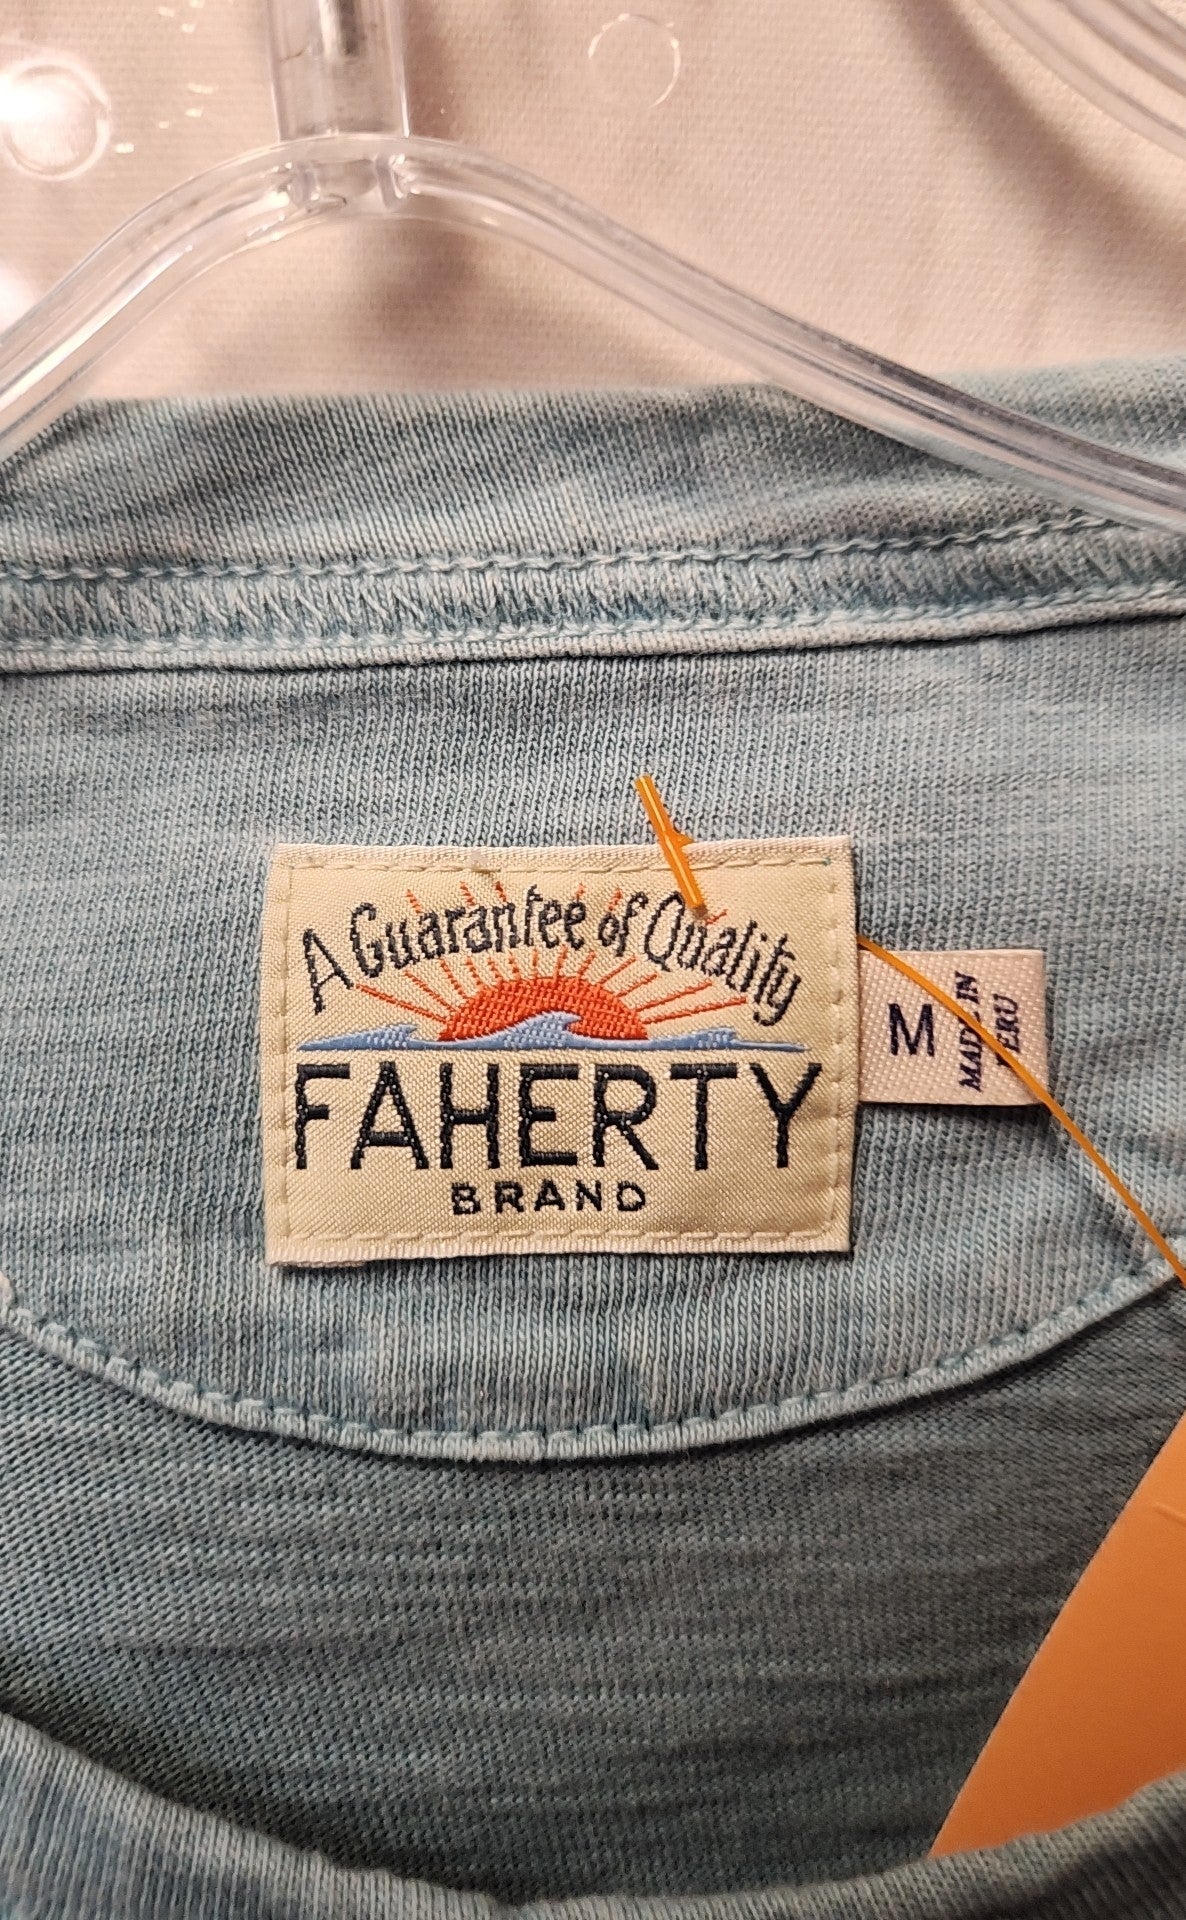 A Guarantee of Quality
FAHERTY
BRAND
M
MADE IN
PERU